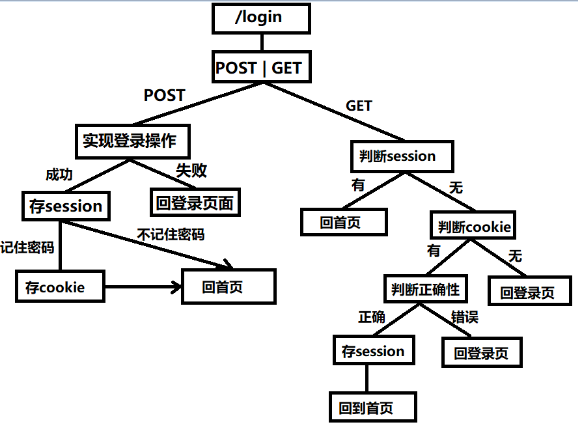 /login
POST | GET
POST
GET
实现登录操作
判断session
成功
失败
有
无
存session
回登录页面
回首页
判断cookie
记住密码
不记住密码
有
无
存cookie
回首页
判断正确性
回登录页
正确
错误
存session
回登录页
回到首页